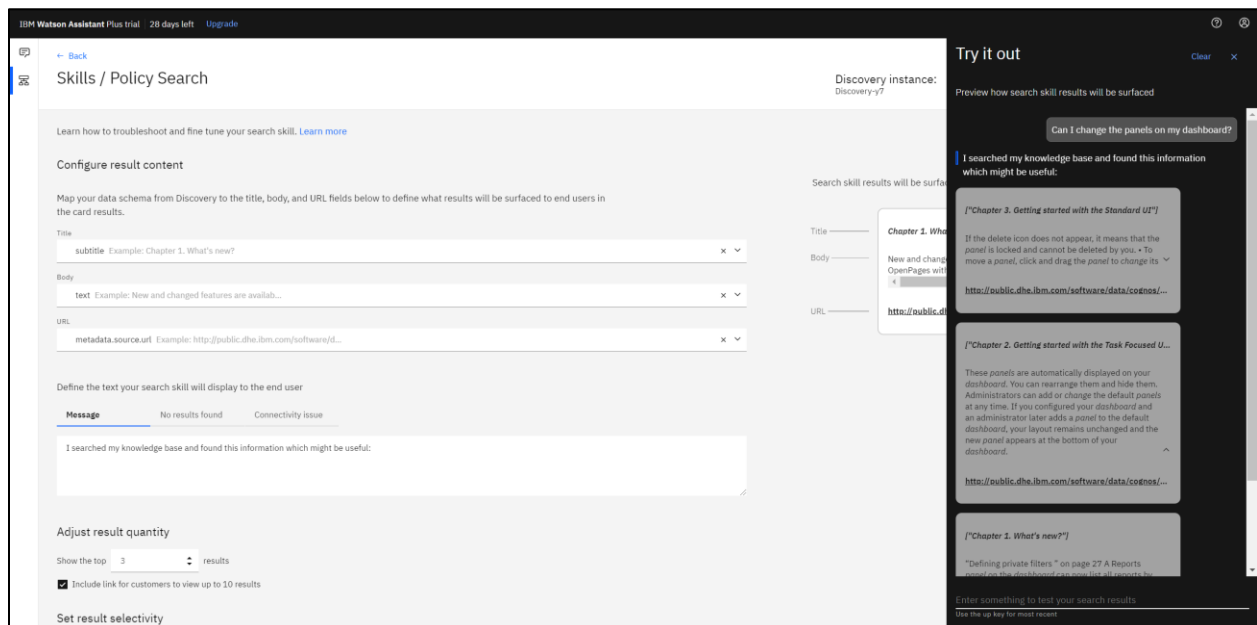 IBM Watson Assistant Plus trial | 28 days left Upgrade
← Back
Skills / Policy Search
Discovery instance:
Discovery-y7
Learn how to troubleshoot and fine tune your search skill. Learn more
Configure result content
Map your data schema from Discovery to the title, body, and URL fields below to define what results will be surfaced to end users in
the card results.
Title
subtitle Example: Chapter 1. What's new?
Body
text Example: New and changed features are availab...
URL
metadata.source.url Example: http://public.dhe.ibm.com/software/d...
Search skill results will be surfa
Title
Chapter 1. Wha
Body
New and change
OpenPages with
URL
http://public.d
Define the text your search skill will display to the end user
Message No results found Connectivity issue
I searched my knowledge base and found this information which might be useful:
Adjust result quantity
Show the top 3 results
Include link for customers to view up to 10 results
Set result selectivity
Try it out
Clear ×
Preview how search skill results will be surfaced
Can I change the panels on my dashboard?
I searched my knowledge base and found this information
which might be useful:
["Chapter 3. Getting started with the Standard UI"]
If the delete icon does not appear, it means that the
panel is locked and cannot be deleted by you. • To
move a panel, click and drag the panel to change its
http://public.dhe.ibm.com/software/data/cognos/...
["Chapter 2. Getting started with the Task Focused U...
These panels are automatically displayed on your
dashboard. You can rearrange them and hide them.
Administrators can add or change the default panels
at any time. If you configured your dashboard and
an administrator later adds a panel to the default
dashboard, your layout remains unchanged and the
new panel appears at the bottom of your
dashboard.
http://public.dhe.ibm.com/software/data/cognos/...
["Chapter 1. What's new?"]
"Defining private filters " on page 27 A Reports
panel on the dashboard can now list all reports by
Enter something to test your search results
Use the up key for most recent